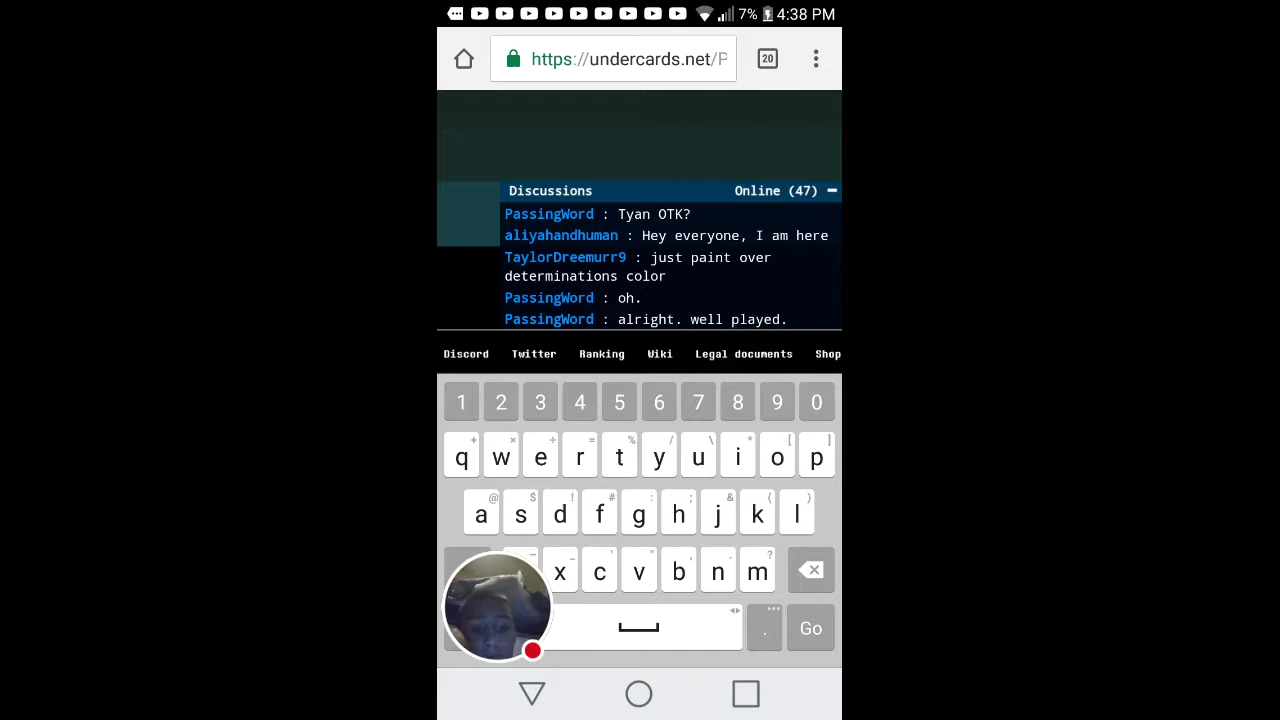 7% 4:38 PM
https://undercards.net/P
20
Discussions Online (47)
PassingWord : Tyan OTK?
aliyahandhuman : Hey everyone, I am here
TaylorDreemurr9 : just paint over
determinations color
PassingWord : oh.
PassingWord : alright. well played.
Discord Twitter Ranking Wiki Legal documents Shop
1 2 3 4 5 6 7 8 9 0
+ × ÷ = % / \ * [ ]
q w e r t y u i o p
@ $ ! # : ; & ( )
a s d f g h j k l
- _ ' " , . ?
x c v b n m
. Go